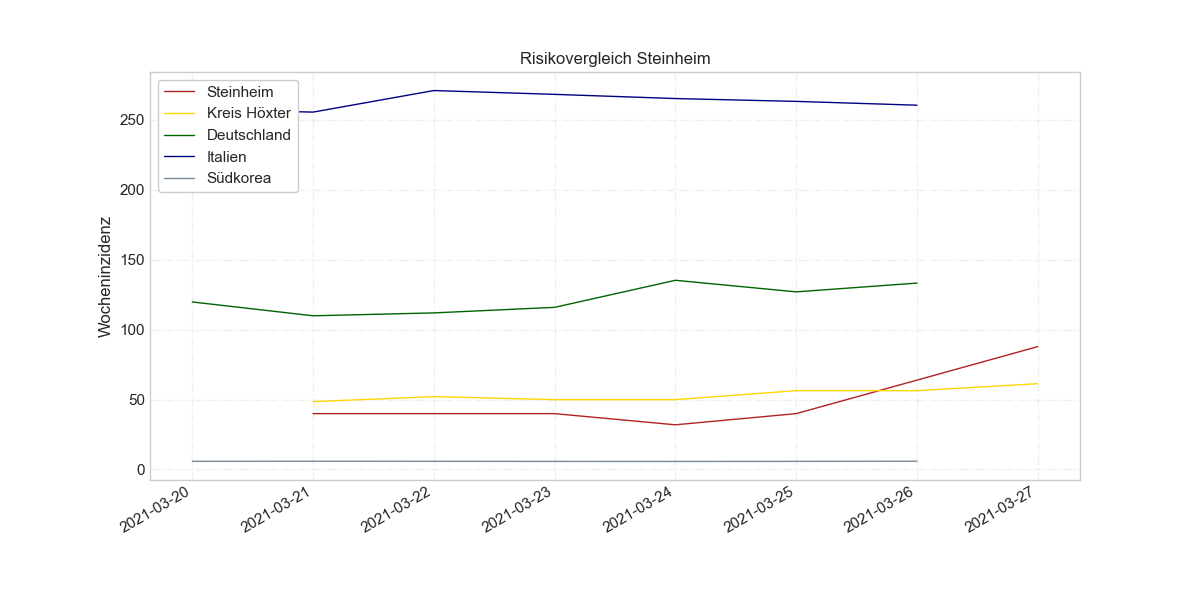 Risikovergleich Steinheim
Steinheim
Kreis Höxter
Deutschland
Italien
Südkorea
Wocheninzidenz
250
200
150
100
50
0
2021-03-20
2021-03-21
2021-03-22
2021-03-23
2021-03-24
2021-03-25
2021-03-26
2021-03-27